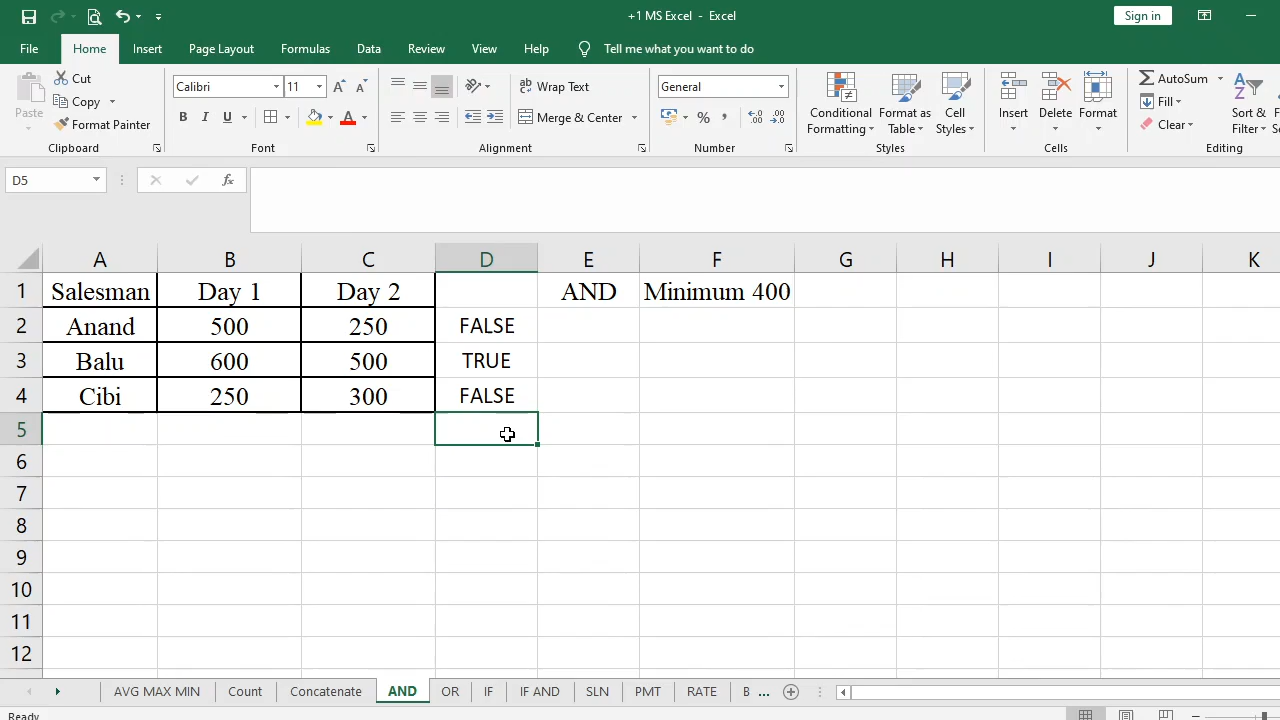 +1 MS Excel - Excel
Sign in
File Home Insert Page Layout Formulas Data Review View Help Tell me what you want to do
Paste
Cut
Copy
Format Painter
Clipboard
Calibri 11 A A
B I U A
Font
ab Wrap Text
Merge & Center
Alignment
General
% ,
Number
Conditional Formatting
Format as Table
Cell Styles
Styles
Insert Delete Format
Cells
AutoSum
Fill
Clear
Sort &
Filter
Editing
D5 fx
A B C D E F G H I J K
1 Salesman Day 1 Day 2 AND Minimum 400
2 Anand 500 250 FALSE
3 Balu 600 500 TRUE
4 Cibi 250 300 FALSE
5
6
7
8
9
10
11
12
AVG MAX MIN Count Concatenate AND OR IF IF AND SLN PMT RATE B ...
Ready